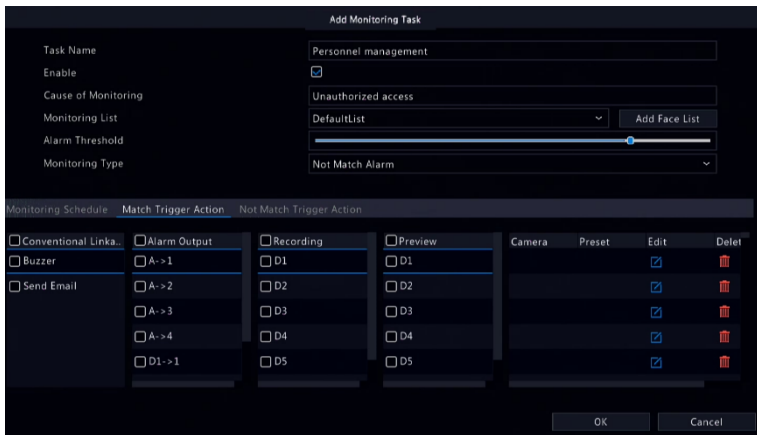 Add Monitoring Task
Task Name Personnel management
Enable
Cause of Monitoring Unauthorized access
Monitoring List DefaultList Add Face List
Alarm Threshold
Monitoring Type Not Match Alarm
Monitoring Schedule Match Trigger Action Not Match Trigger Action
Conventional Linka.. Alarm Output Recording Preview Camera Preset Edit Delet
Buzzer A->1 D1 D1
Send Email A->2 D2 D2
A->3 D3 D3
A->4 D4 D4
D1->1 D5 D5
OK Cancel